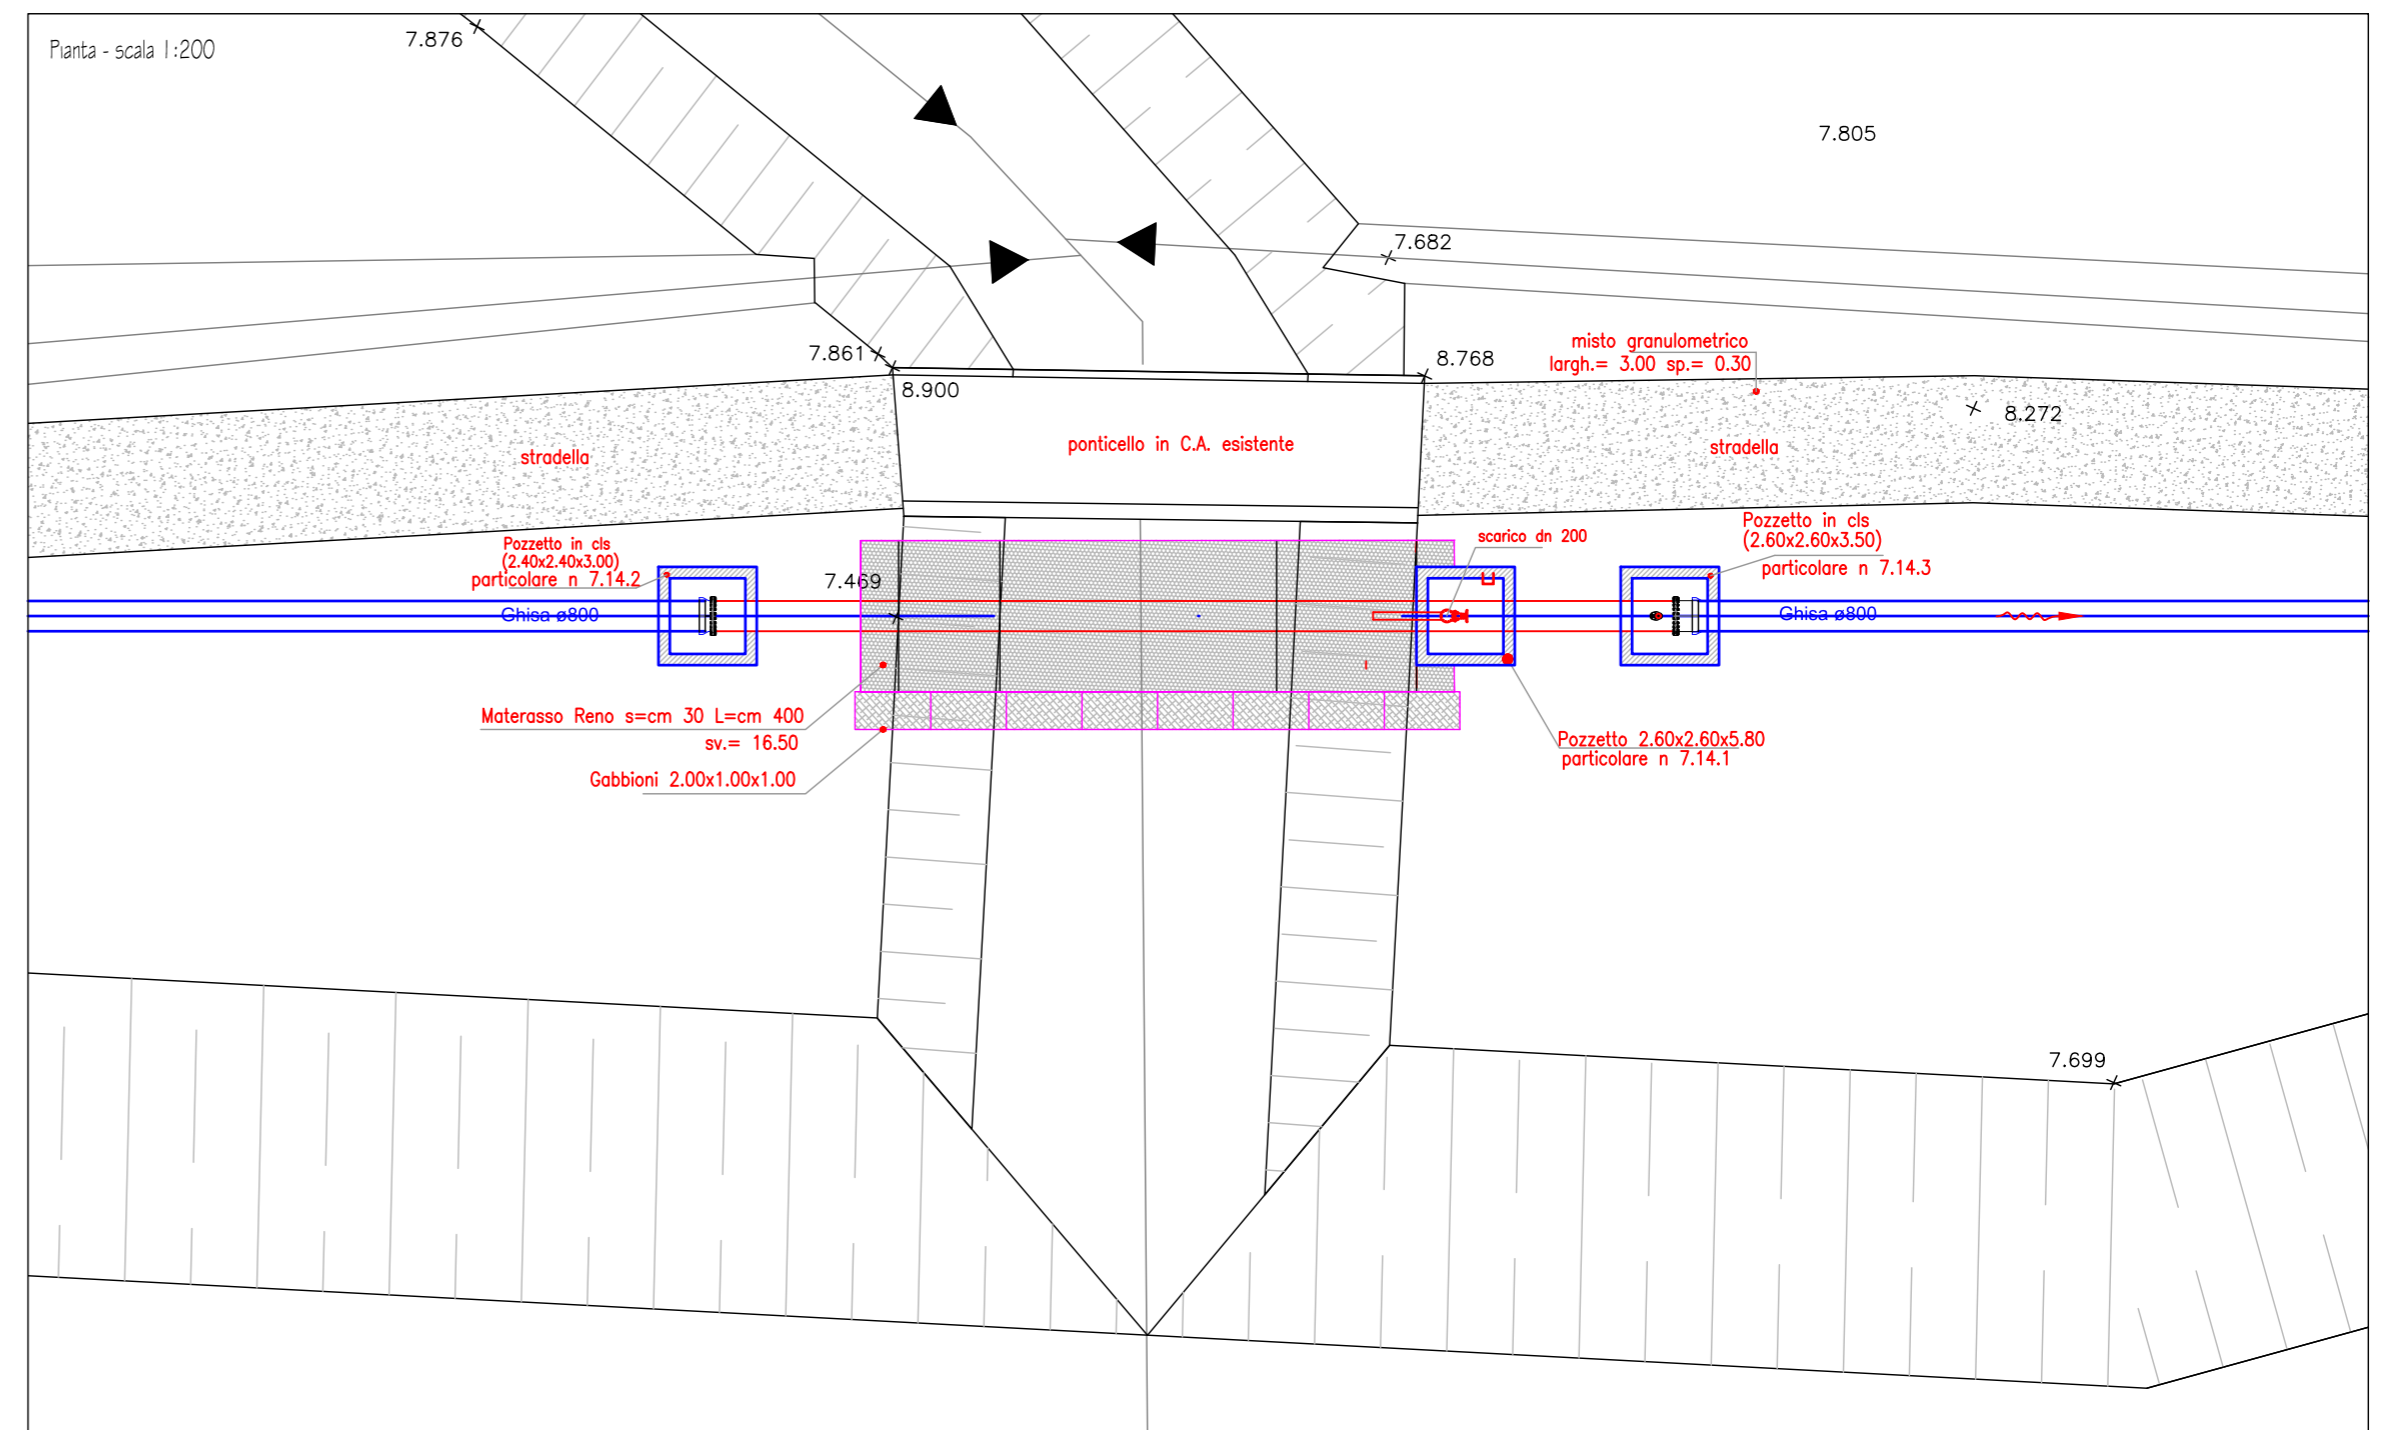 Pianta - scala 1:200
7.876
7.805
7.682
7.861
8.900
8.768
misto granulometrico
largh.= 3.00 sp.= 0.30
8.272
stradella
ponticello in C.A. esistente
stradella
Pozzetto in cls
(2.40x2.40x3.00)
particolare n 7.14.2
7.469
scarico dn 200
Pozzetto in cls
(2.60x2.60x3.50)
particolare n 7.14.3
Ghisa ø800
Ghisa ø800
Materasso Reno s=cm 30 L=cm 400
sv.= 16.50
Gabbioni 2.00x1.00x1.00
Pozzetto 2.60x2.60x5.80
particolare n 7.14.1
7.699